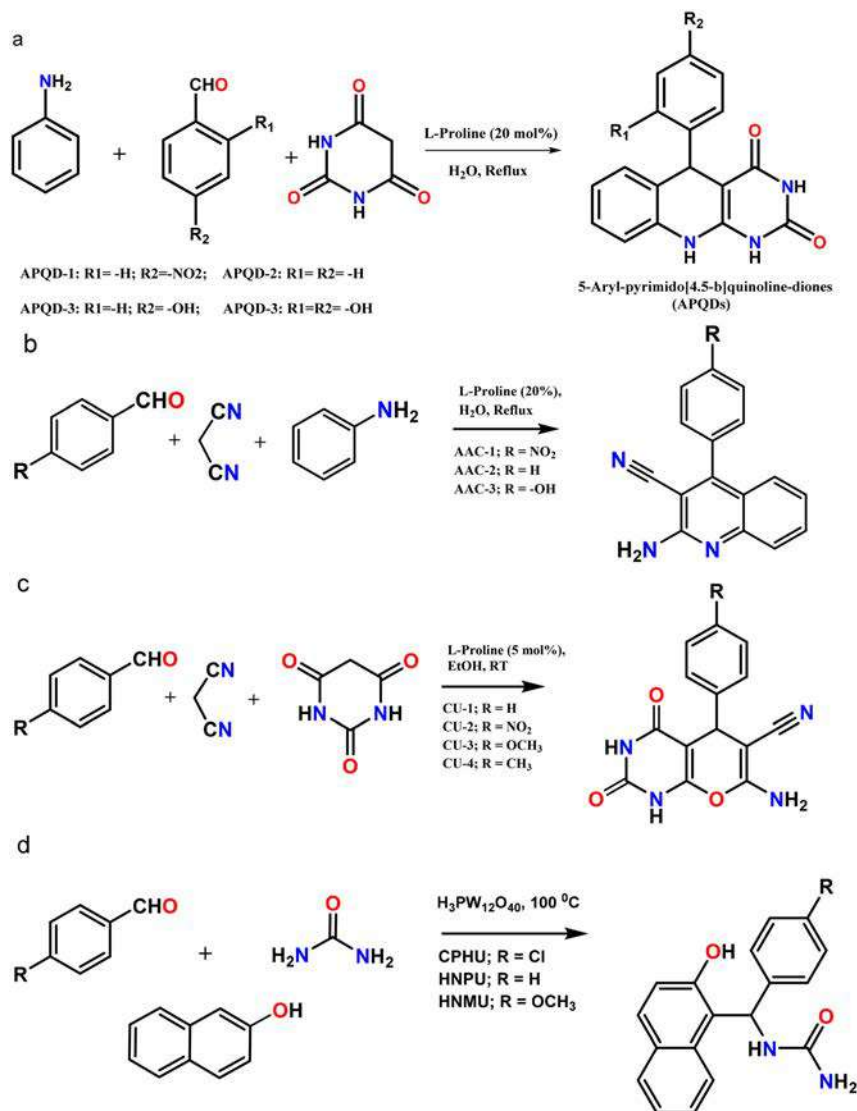 a
NH2
CHO
R1
R2
+
+
O
NH
O
N
H
O
L-Proline (20 mol%)
H2O, Reflux
R2
R1
O
NH
N
H
N
H
O
APQD-1: R1= -H; R2=-NO2; APQD-2: R1= R2= -H
APQD-3: R1=-H; R2= -OH; APQD-3: R1=R2= -OH
5-Aryl-pyrimido[4.5-b]quinoline-diones
(APQDs)
b
CHO
R
+
CN
CN
+
NH2
L-Proline (20%),
H2O, Reflux
AAC-1; R = NO2
AAC-2; R = H
AAC-3; R = -OH
R
N
H2N
N
c
CHO
R
+
CN
CN
+
O
O
HN
NH
O
L-Proline (5 mol%),
EtOH, RT
CU-1; R = H
CU-2; R = NO2
CU-3; R = OCH3
CU-4; R = CH3
R
O
N
HN
O
N
H
O
NH2
d
CHO
R
+
O
H2N
NH2
OH
H3PW12O40, 100 0C
CPHU; R = Cl
HNPU; R = H
HNMU; R = OCH3
R
OH
O
HN
NH2